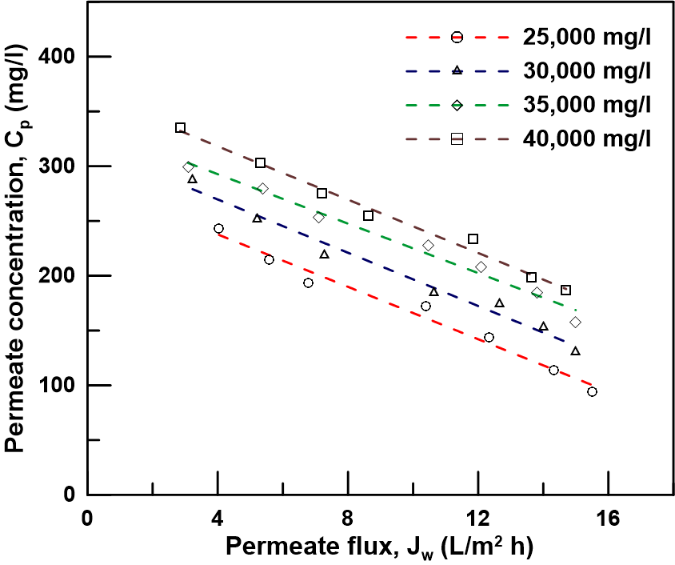 400
300
200
100
0
0
4
8
12
16
Permeate concentration, Cp (mg/l)
Permeate flux, Jw (L/m² h)
25,000 mg/l
30,000 mg/l
35,000 mg/l
40,000 mg/l